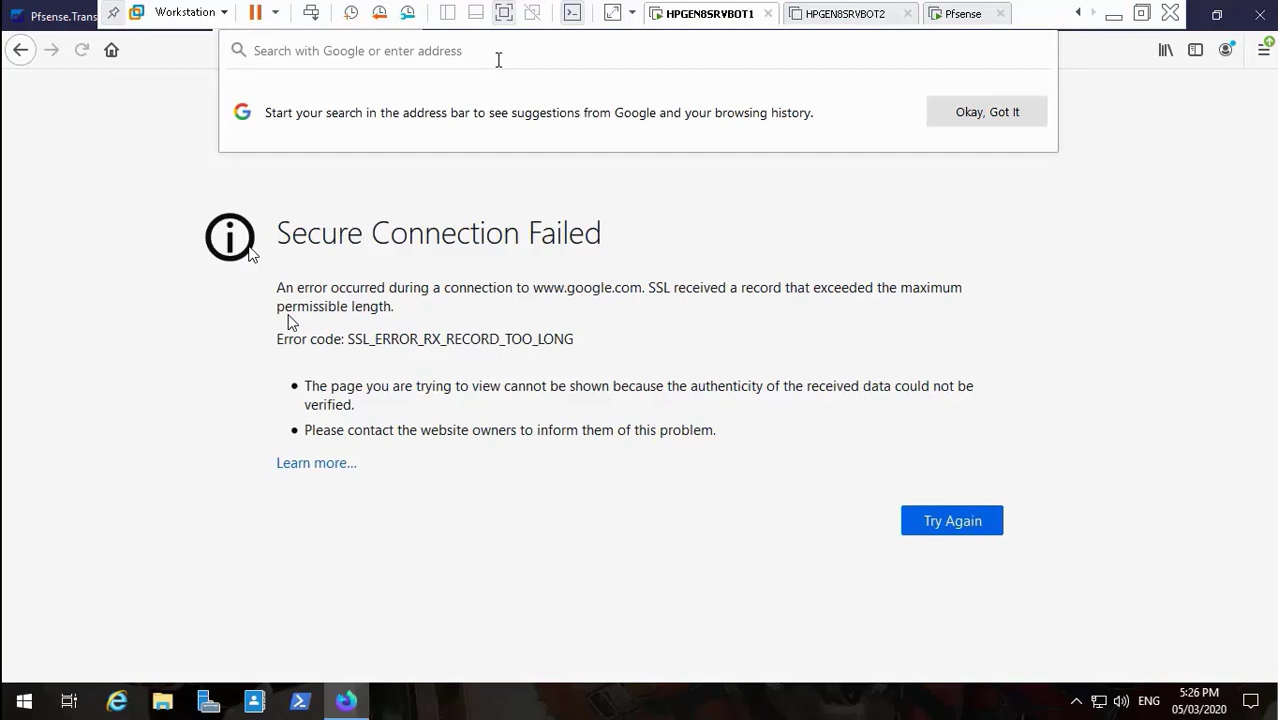 Pfsense.Trans
Workstation
HPGEN8SRVBOT1
HPGEN8SRVBOT2
Pfsense
Search with Google or enter address
Start your search in the address bar to see suggestions from Google and your browsing history.
Okay, Got It
Secure Connection Failed
An error occurred during a connection to www.google.com. SSL received a record that exceeded the maximum
permissible length.
Error code: SSL_ERROR_RX_RECORD_TOO_LONG
The page you are trying to view cannot be shown because the authenticity of the received data could not be
verified.
Please contact the website owners to inform them of this problem.
Learn more...
Try Again
ENG
5:26 PM
05/03/2020